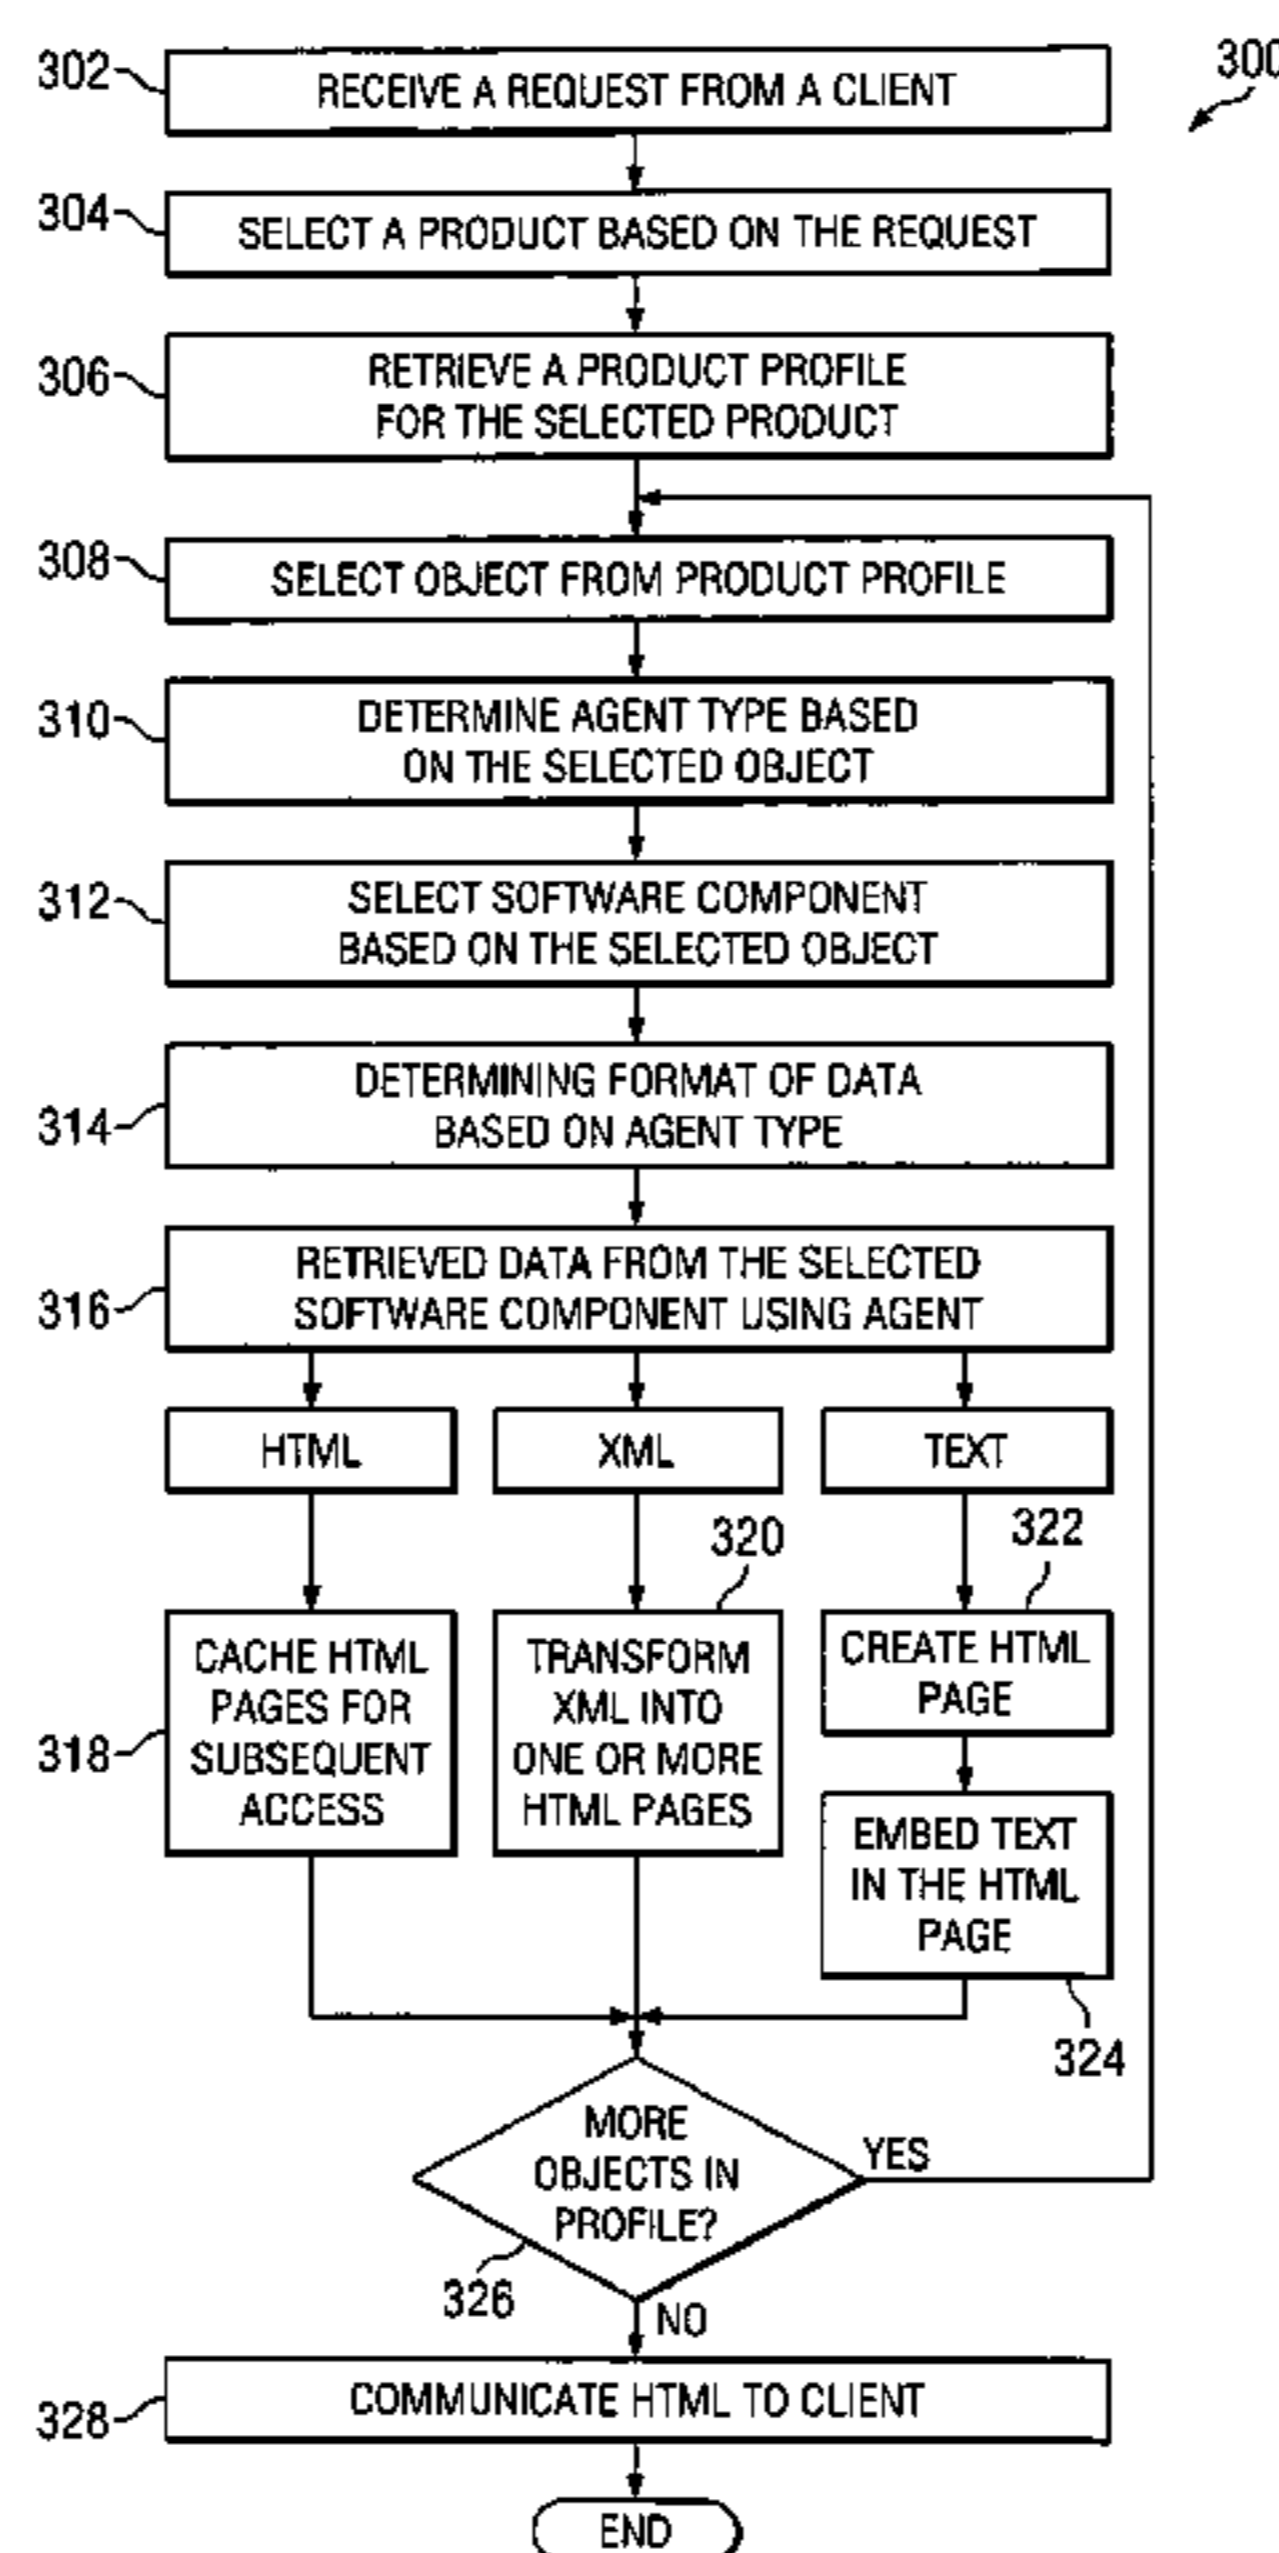 300
302
RECEIVE A REQUEST FROM A CLIENT
304
SELECT A PRODUCT BASED ON THE REQUEST
306
RETRIEVE A PRODUCT PROFILE
FOR THE SELECTED PRODUCT
308
SELECT OBJECT FROM PRODUCT PROFILE
310
DETERMINE AGENT TYPE BASED
ON THE SELECTED OBJECT
312
SELECT SOFTWARE COMPONENT
BASED ON THE SELECTED OBJECT
314
DETERMINING FORMAT OF DATA
BASED ON AGENT TYPE
316
RETRIEVED DATA FROM THE SELECTED
SOFTWARE COMPONENT USING AGENT
HTML
XML
TEXT
318
CACHE HTML
PAGES FOR
SUBSEQUENT
ACCESS
320
TRANSFORM
XML INTO
ONE OR MORE
HTML PAGES
322
CREATE HTML
PAGE
EMBED TEXT
IN THE HTML
PAGE
324
MORE
OBJECTS IN
PROFILE?
YES
326
NO
328
COMMUNICATE HTML TO CLIENT
END